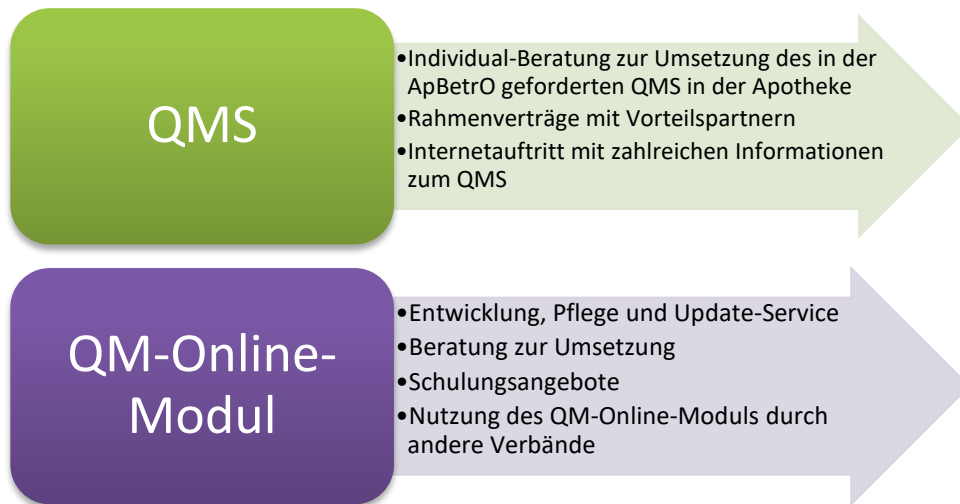 QMS
•Individual-Beratung zur Umsetzung des in der
ApBetrO geforderten QMS in der Apotheke
•Rahmenverträge mit Vorteilspartnern
•Internetauftritt mit zahlreichen Informationen
zum QMS
QM-Online-
Modul
•Entwicklung, Pflege und Update-Service
•Beratung zur Umsetzung
•Schulungsangebote
•Nutzung des QM-Online-Moduls durch
andere Verbände